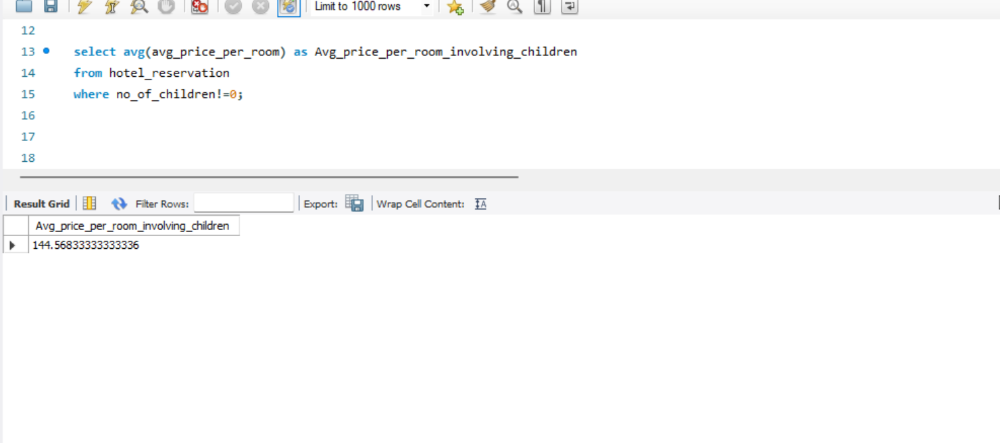 Limit to 1000 rows
12
13 select avg(avg_price_per_room) as Avg_price_per_room_involving_children
14 from hotel_reservation
15 where no_of_children!=0;
16
17
18
Result Grid Filter Rows: Export: Wrap Cell Content: IA
Avg_price_per_room_involving_children
144.56833333333336